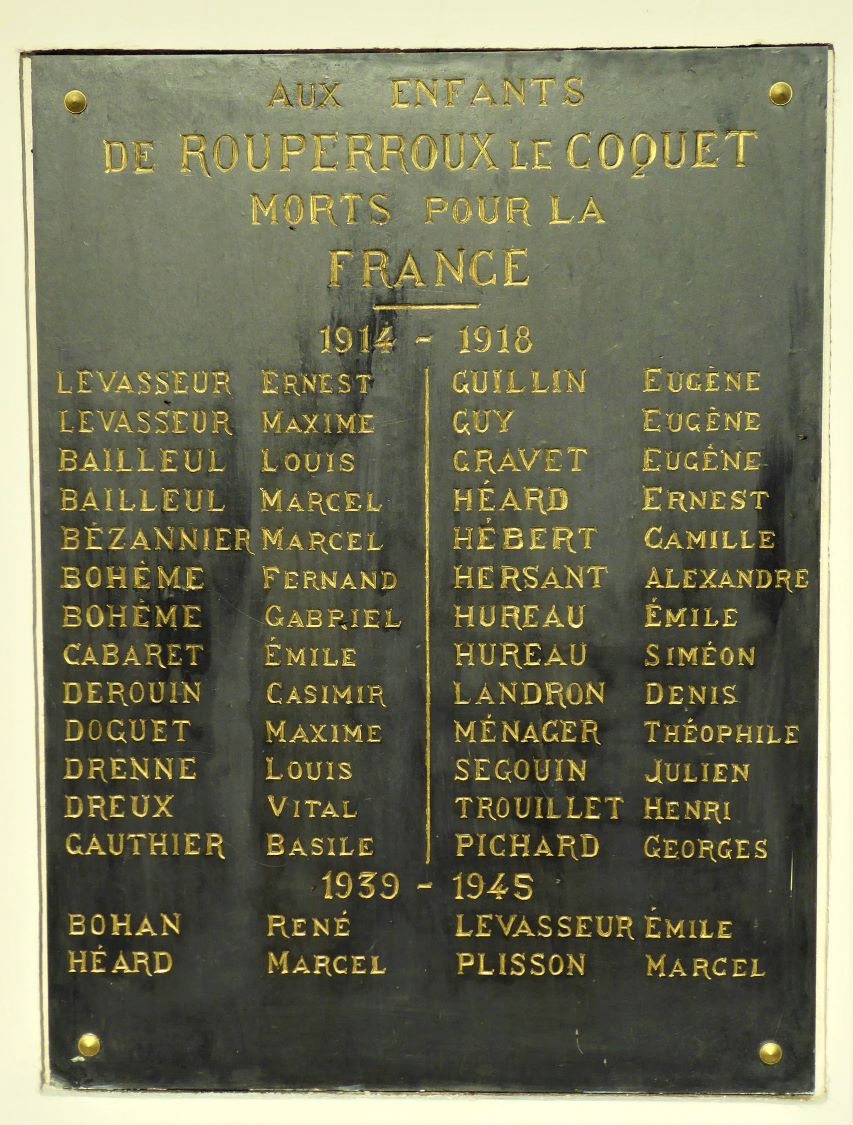 AUX ENFANTS
DE ROUPERROUX LE COQUET
MORTS POUR LA
FRANCE
1914 - 1918
LEVASSEUR ERNEST
LEVASSEUR MAXIME
BAILLEUL LOUIS
BAILLEUL MARCEL
BÉZANNIER MARCEL
BOHÈME FERNAND
BOHÈME GABRIEL
CABARET ÉMILE
DEROUIN CASIMIR
DOGUET MAXIME
DRENNE LOUIS
DREUX VITAL
GAUTHIER BASILE
GUILLIN EUGÈNE
GUY EUGÈNE
GRAVET EUGÈNE
HÉARD ERNEST
HÉBERT CAMILLE
HERSANT ALEXANDRE
HUREAU ÉMILE
HUREAU SIMÉON
LANDRON DENIS
MÉNAGER THÉOPHILE
SEGOUIN JULIEN
TROUILLET HENRI
PICHARD GEORGES
1939 - 1945
BOHAN RENÉ
HÉARD MARCEL
LEVASSEUR ÉMILE
PLISSON MARCEL